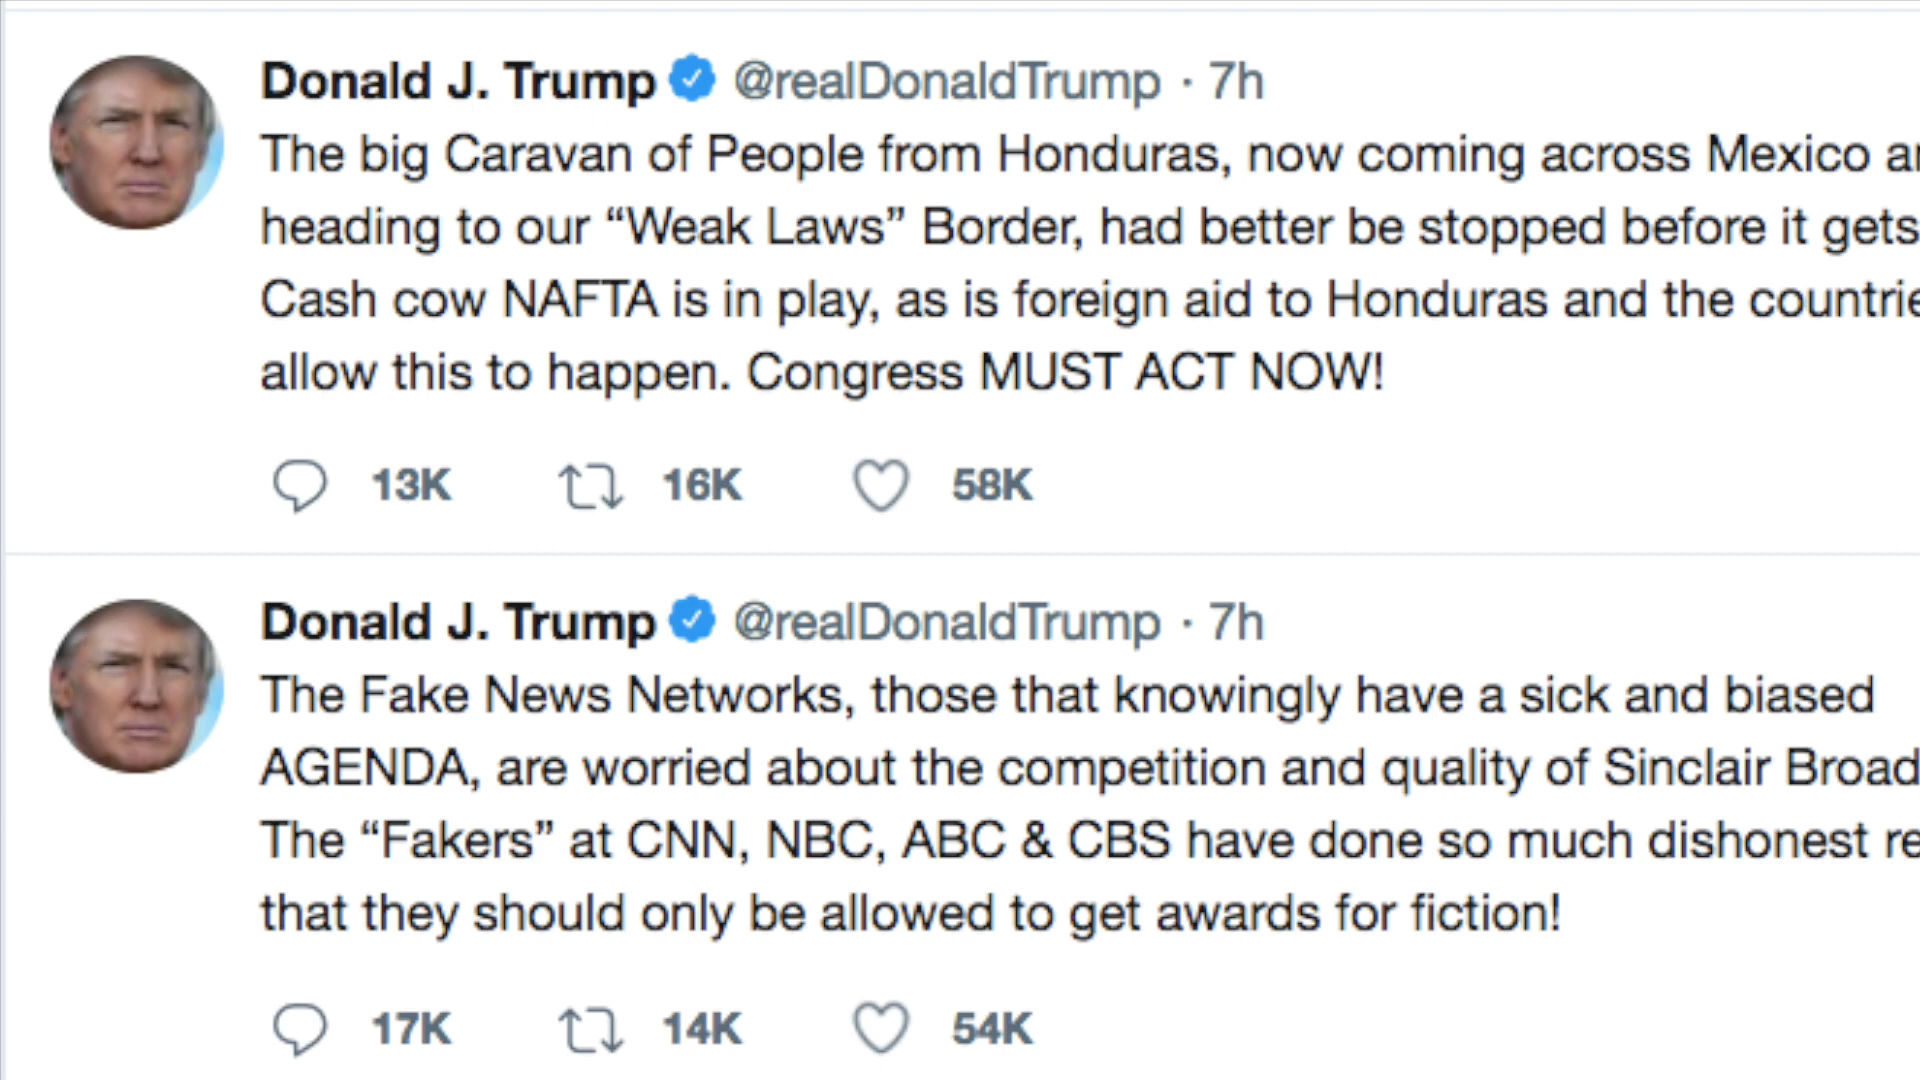 Donald J. Trump @realDonaldTrump · 7h
The big Caravan of People from Honduras, now coming across Mexico
heading to our “Weak Laws” Border, had better be stopped before it gets
Cash cow NAFTA is in play, as is foreign aid to Honduras and the
allow this to happen. Congress MUST ACT NOW!
13K 16K 58K
Donald J. Trump @realDonaldTrump · 7h
The Fake News Networks, those that knowingly have a sick and biased
AGENDA, are worried about the competition and quality of Sinclair
The “Fakers” at CNN, NBC, ABC & CBS have done so much dishonest
that they should only be allowed to get awards for fiction!
17K 14K 54K